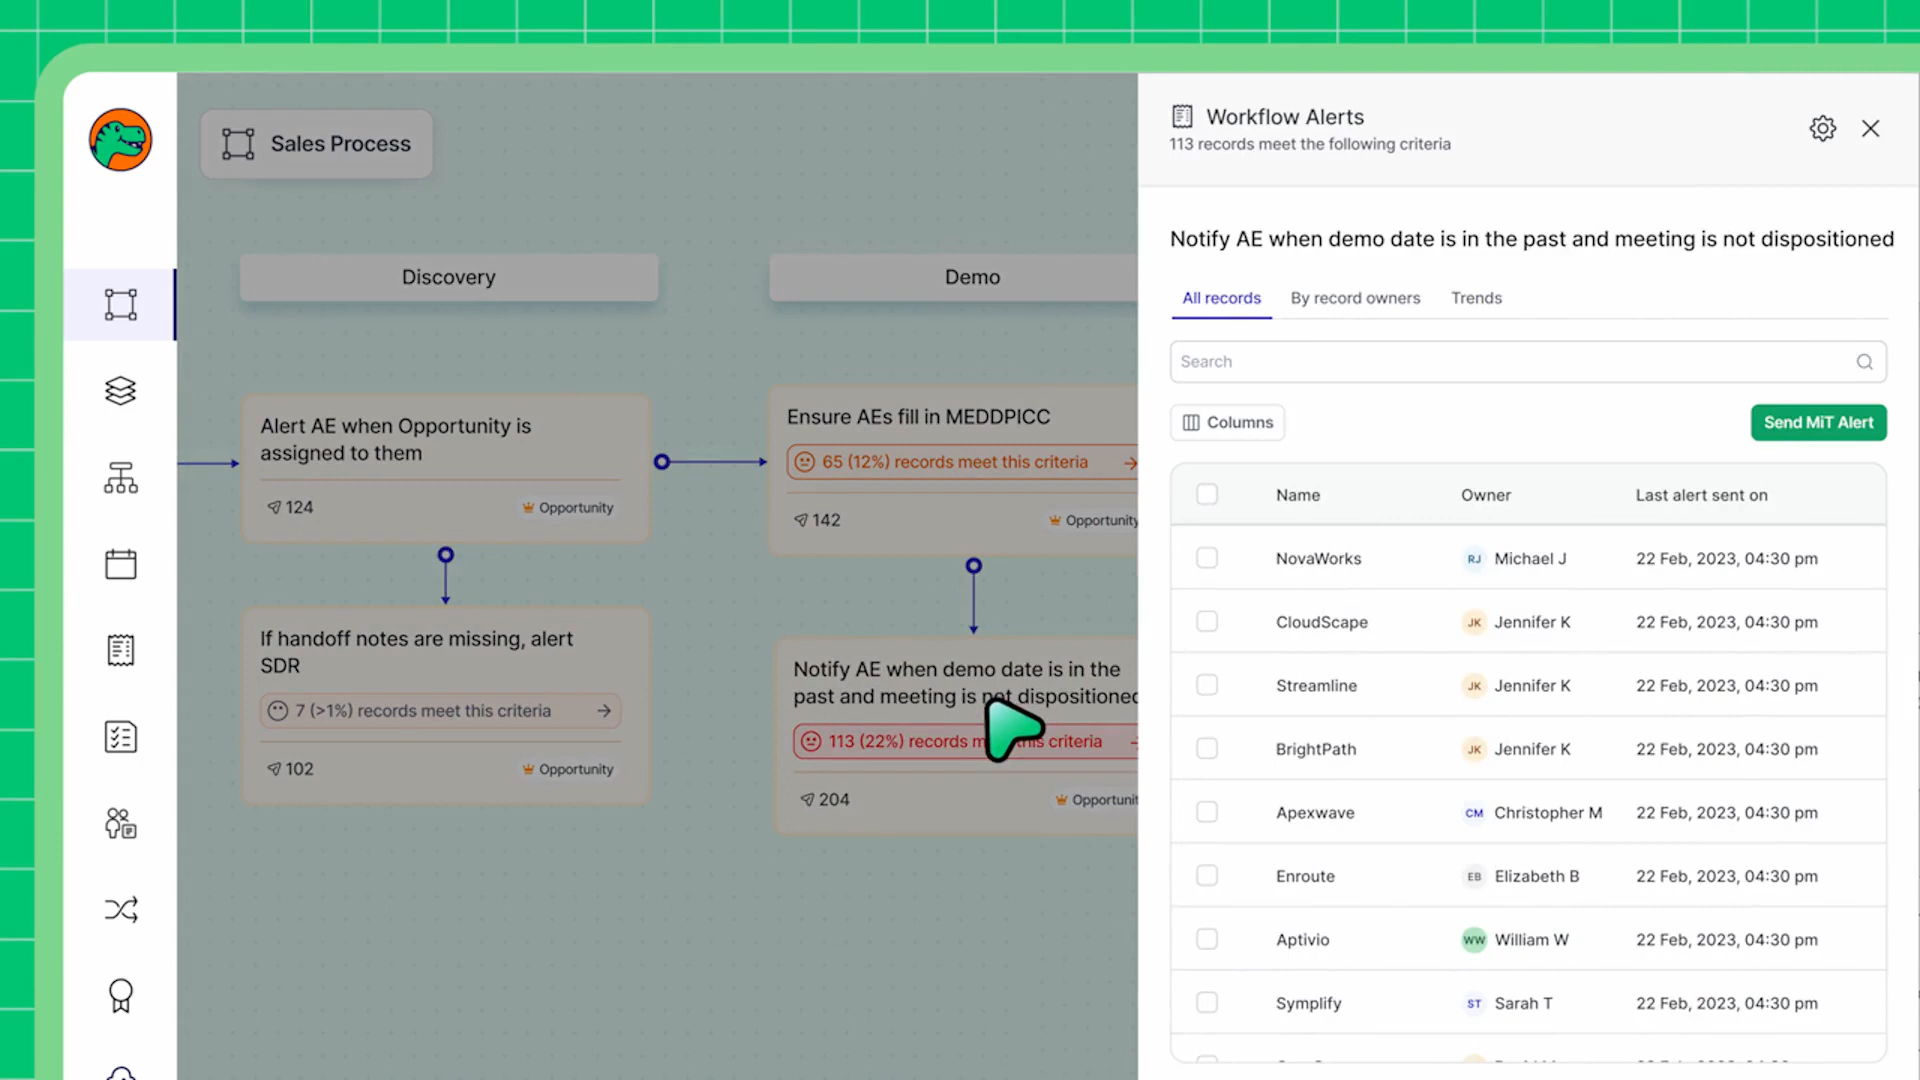 Sales Process
Discovery
Demo
Alert AE when Opportunity is
assigned to them
124
Opportunity
If handoff notes are missing, alert
SDR
7 (>1%) records meet this criteria
102
Opportunity
Ensure AEs fill in MEDDPICC
65 (12%) records meet this criteria
142
Opportunity
Notify AE when demo date is in the
past and meeting is not dispositioned
113 (22%) records m this criteria
204
Opportunit
Workflow Alerts
113 records meet the following criteria
Notify AE when demo date is in the past and meeting is not dispositioned
All records By record owners Trends
Search
Columns
Send MiT Alert
Name Owner Last alert sent on
NovaWorks RJ Michael J 22 Feb, 2023, 04:30 pm
CloudScape JK Jennifer K 22 Feb, 2023, 04:30 pm
Streamline JK Jennifer K 22 Feb, 2023, 04:30 pm
BrightPath JK Jennifer K 22 Feb, 2023, 04:30 pm
Apexwave CM Christopher M 22 Feb, 2023, 04:30 pm
Enroute EB Elizabeth B 22 Feb, 2023, 04:30 pm
Aptivio WW William W 22 Feb, 2023, 04:30 pm
Symplify ST Sarah T 22 Feb, 2023, 04:30 pm